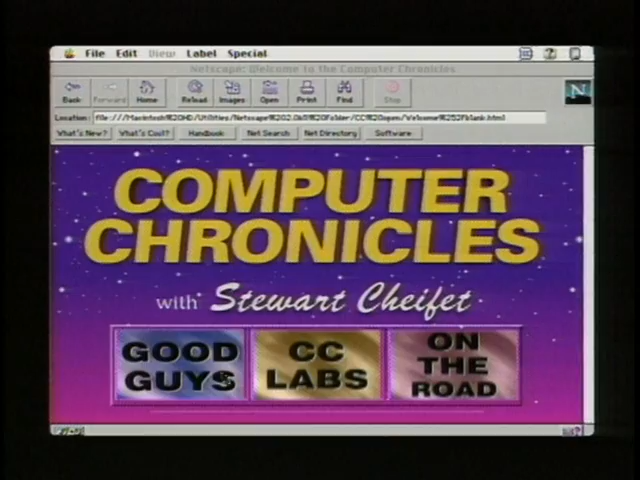 File Edit View Label Special
Netscape: Welcome to the Computer Chronicles
Back Forward Home Reload Images Open Print Find Stop
N
Location:
What's New? What's Cool? Handbook Net Search Net Directory Software
COMPUTER
CHRONICLES
with Stewart Cheifet
GOOD
GUYS
CC
LABS
ON
THE
ROAD